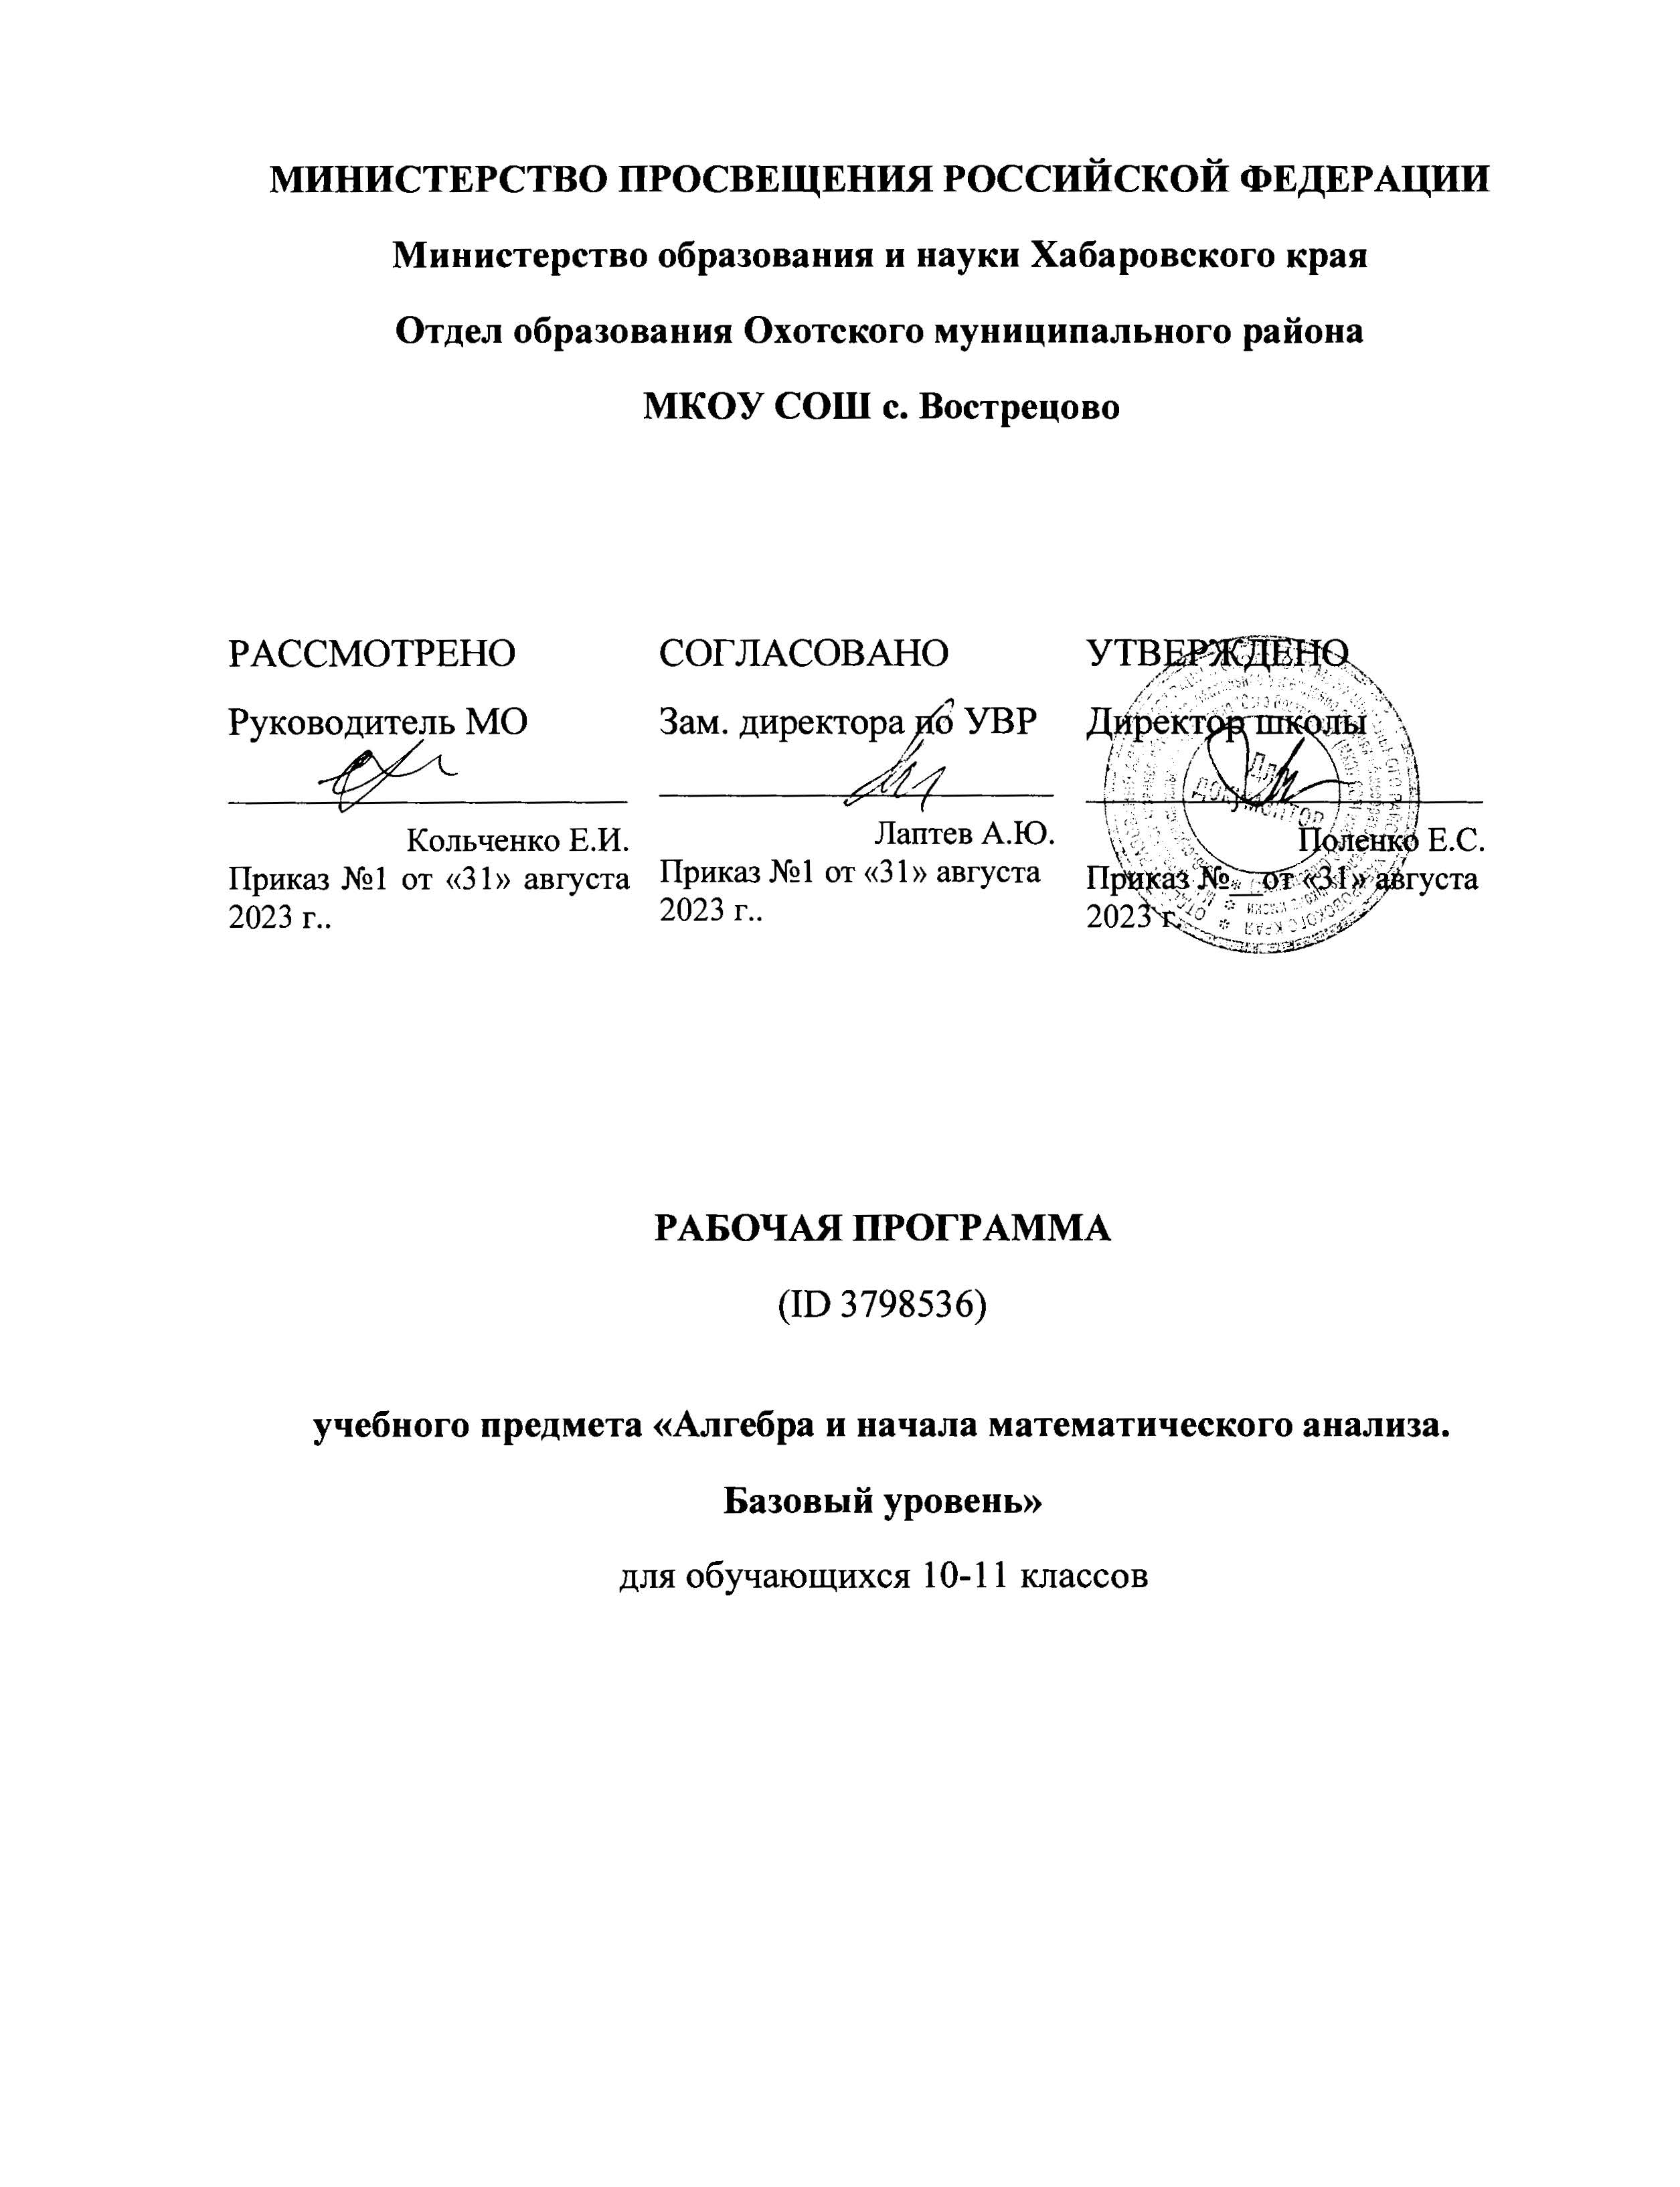 МИНИСТЕРСТВО ПРОСВЕЩЕНИЯ РОССИЙСКОЙ ФЕДЕРАЦИИ
Министерство образования и науки Хабаровского края
Отдел образования Охотского муниципального района
МКОУ СОШ с. Вострецово
РАССМОТРЕНО
Руководитель МО
Кольченко Е.И.
Приказ №1 от «31» августа
2023 г..
СОГЛАСОВАНО
Зам. директора по УВР
Лаптев А.Ю.
Приказ №1 от «31» августа
2023 г..
УТВЕРЖДЕНО
Директор школы
Поленко Е.С.
Приказ №__от «31» августа
2023 г.
Для
документов
РАБОЧАЯ ПРОГРАММА
(ID 3798536)
учебного предмета «Алгебра и начала математического анализа.
Базовый уровень»
для обучающихся 10-11 классов